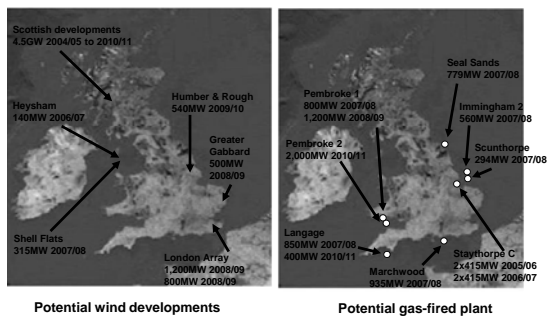 Scottish developments
4.5GW 2004/05 to 2010/11
Heysham
140MW 2006/07
Humber & Rough
540MW 2009/10
Greater
Gabbard
500MW
2008/09
Shell Flats
315MW 2007/08
London Array
1,200MW 2008/09
800MW 2008/09
Potential wind developments
Seal Sands
779MW 2007/08
Pembroke 1
800MW 2007/08
1,200MW 2008/09
Immingham 2
560MW 2007/08
Pembroke 2
2,000MW 2010/11
Scunthorpe
294MW 2007/08
Langage
850MW 2007/08
400MW 2010/11
Marchwood
935MW 2007/08
Staythorpe C
2x415MW 2005/06
2x415MW 2006/07
Potential gas-fired plant